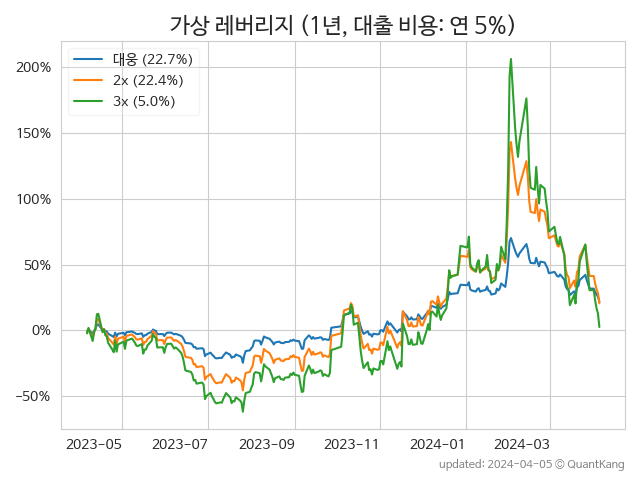 가상 레버리지 (1년, 대출 비용: 연 5%)
대웅 (22.7%)
2x (22.4%)
3x (5.0%)
200%
150%
100%
50%
0%
−50%
2023-05 2023-07 2023-09 2023-11 2024-01 2024-03
updated: 2024-04-05 © QuantKang